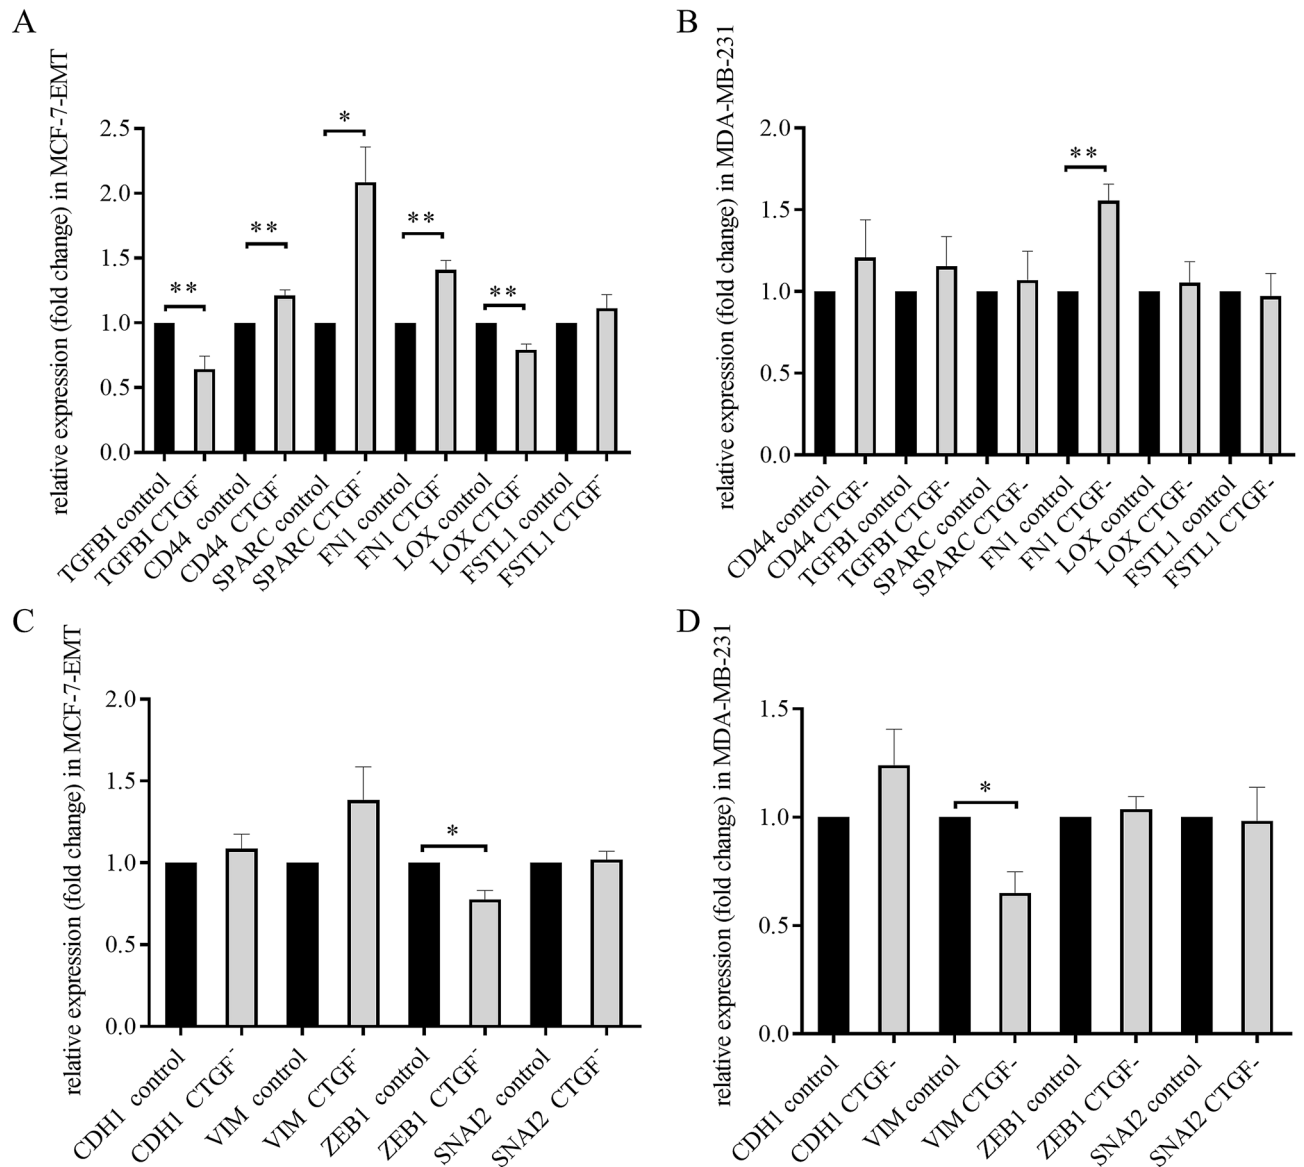 A
relative expression (fold change) in MCF-7-EMT
2.5
2.0
1.5
1.0
0.5
0.0
**
**
*
**
**
TGFBI control
TGFBI CTGF⁻
CD44 control
CD44 CTGF⁻
SPARC control
SPARC CTGF⁻
FN1 control
FN1 CTGF⁻
LOX control
LOX CTGF⁻
FSTL1 control
FSTL1 CTGF⁻
B
relative expression (fold change) in MDA-MB-231
2.0
1.5
1.0
0.5
0.0
**
CD44 control
CD44 CTGF-
TGFBI control
TGFBI CTGF-
SPARC control
SPARC CTGF-
FN1 control
FN1 CTGF-
LOX control
LOX CTGF-
FSTL1 control
FSTL1 CTGF-
C
relative expression (fold change) in MCF-7-EMT
2.0
1.5
1.0
0.5
0.0
*
CDH1 control
CDH1 CTGF⁻
VIM control
VIM CTGF⁻
ZEB1 control
ZEB1 CTGF⁻
SNAI2 control
SNAI2 CTGF⁻
D
relative expression (fold change) in MDA-MB-231
1.5
1.0
0.5
0.0
*
CDH1 control
CDH1 CTGF-
VIM control
VIM CTGF-
ZEB1 control
ZEB1 CTGF-
SNAI2 control
SNAI2 CTGF-